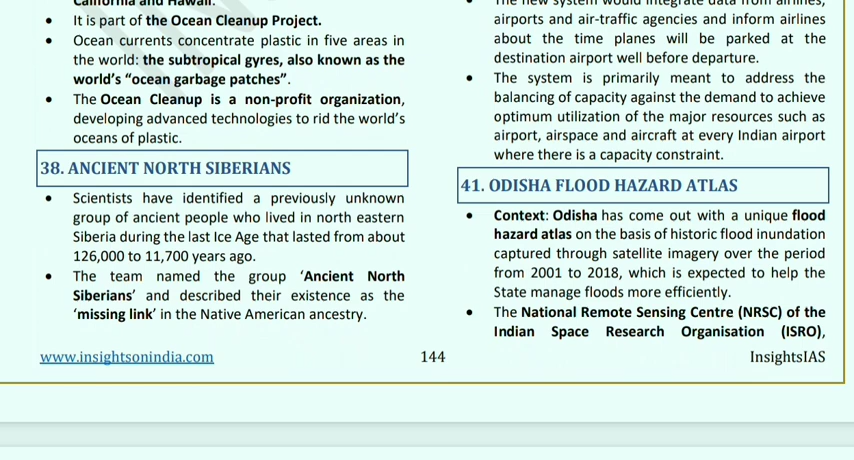 California and Hawaii.
• It is part of the Ocean Cleanup Project.
• Ocean currents concentrate plastic in five areas in
the world: the subtropical gyres, also known as the
world's “ocean garbage patches”.
• The Ocean Cleanup is a non-profit organization,
developing advanced technologies to rid the world's
oceans of plastic.
38. ANCIENT NORTH SIBERIANS
• Scientists have identified a previously unknown
group of ancient people who lived in north eastern
Siberia during the last Ice Age that lasted from about
126,000 to 11,700 years ago.
• The team named the group ‘Ancient North
Siberians’ and described their existence as the
‘missing link’ in the Native American ancestry.
• The new system would integrate data from airlines,
airports and air-traffic agencies and inform airlines
about the time planes will be parked at the
destination airport well before departure.
• The system is primarily meant to address the
balancing of capacity against the demand to achieve
optimum utilization of the major resources such as
airport, airspace and aircraft at every Indian airport
where there is a capacity constraint.
41. ODISHA FLOOD HAZARD ATLAS
• Context: Odisha has come out with a unique flood
hazard atlas on the basis of historic flood inundation
captured through satellite imagery over the period
from 2001 to 2018, which is expected to help the
State manage floods more efficiently.
• The National Remote Sensing Centre (NRSC) of the
Indian Space Research Organisation (ISRO),
www.insightsonindia.com 144 InsightsIAS